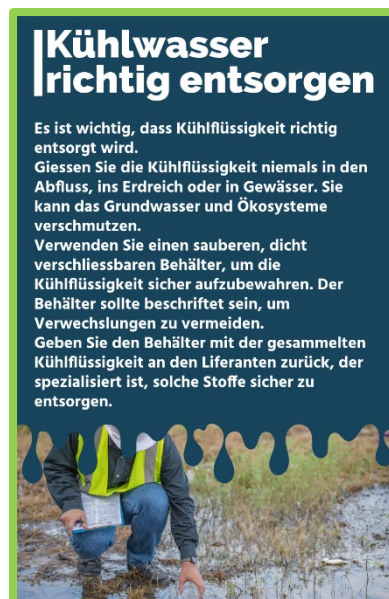 Kühlwasser
richtig entsorgen
Es ist wichtig, dass Kühlflüssigkeit richtig
entsorgt wird.
Giessen Sie die Kühlflüssigkeit niemals in den
Abfluss, ins Erdreich oder in Gewässer. Sie
kann das Grundwasser und Ökosysteme
verschmutzen.
Verwenden Sie einen sauberen, dicht
verschliessbaren Behälter, um die
Kühlflüssigkeit sicher aufzubewahren. Der
Behälter sollte beschriftet sein, um
Verwechslungen zu vermeiden.
Geben Sie den Behälter mit der gesammelten
Kühlflüssigkeit an den Liferanten zurück, der
spezialisiert ist, solche Stoffe sicher zu
entsorgen.